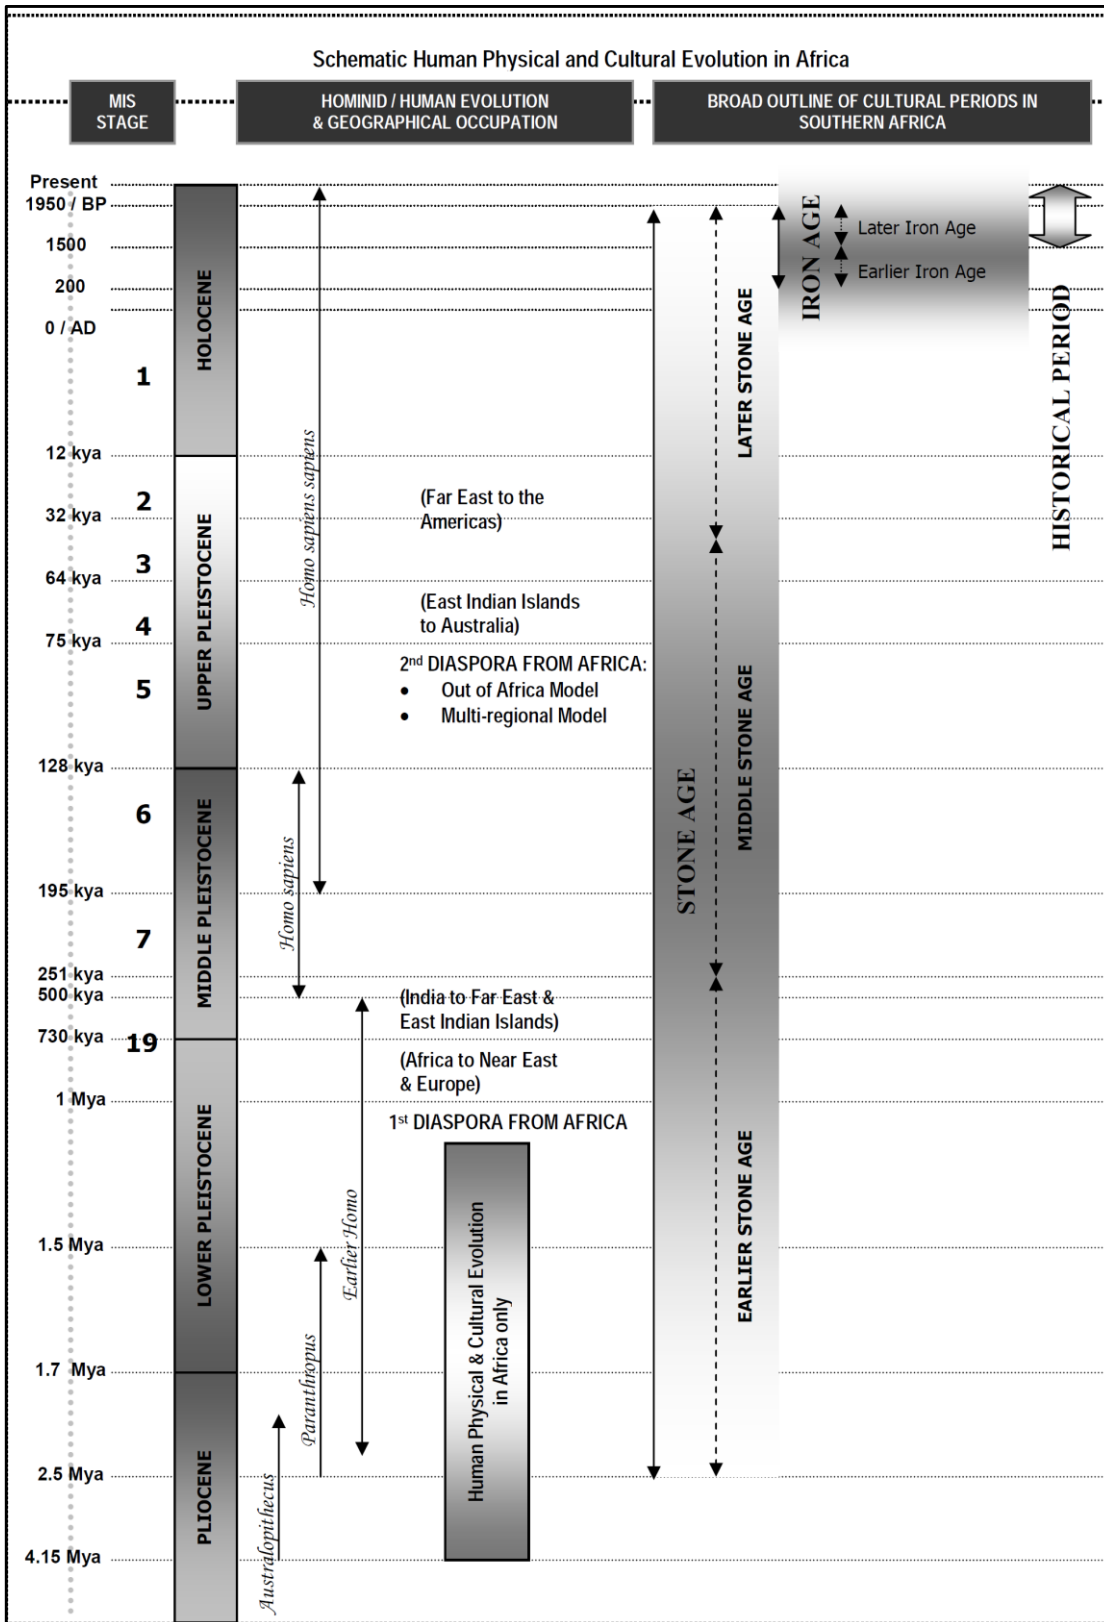 Schematic Human Physical and Cultural Evolution in Africa
MIS
STAGE
HOMINID / HUMAN EVOLUTION
& GEOGRAPHICAL OCCUPATION
BROAD OUTLINE OF CULTURAL PERIODS IN
SOUTHERN AFRICA
Present
1950 / BP
1500
200
0 / AD
12 kya
32 kya
64 kya
75 kya
128 kya
195 kya
251 kya
500 kya
730 kya
1 Mya
1.5 Mya
1.7 Mya
2.5 Mya
4.15 Mya
1
2
3
4
5
6
7
19
HOLOCENE
UPPER PLEISTOCENE
MIDDLE PLEISTOCENE
LOWER PLEISTOCENE
PLIOCENE
Homo sapiens sapiens
Homo sapiens
Earlier Homo
Paranthropus
Australopithecus
(Far East to the
Americas)
(East Indian Islands
to Australia)
2nd DIASPORA FROM AFRICA:
• Out of Africa Model
• Multi-regional Model
(India to Far East &
East Indian Islands)
(Africa to Near East
& Europe)
1st DIASPORA FROM AFRICA
Human Physical & Cultural Evolution
in Africa only
STONE AGE
LATER STONE AGE
MIDDLE STONE AGE
EARLIER STONE AGE
IRON AGE
Later Iron Age
Earlier Iron Age
HISTORICAL PERIOD